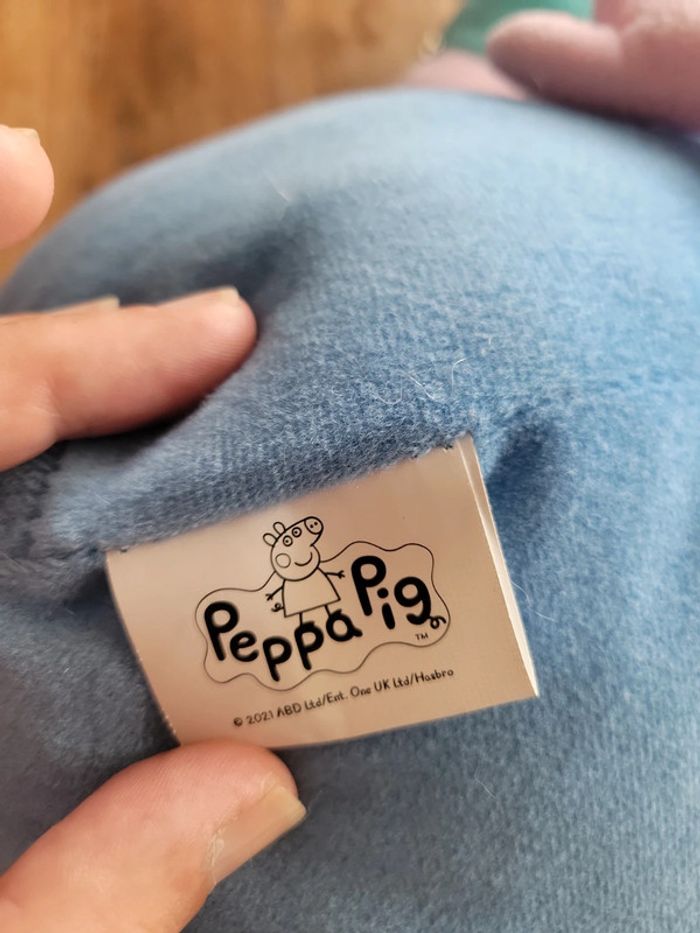 Peppa Pig
TM
© 2021 ABD Ltd/Ent. One UK Ltd/Hasbro